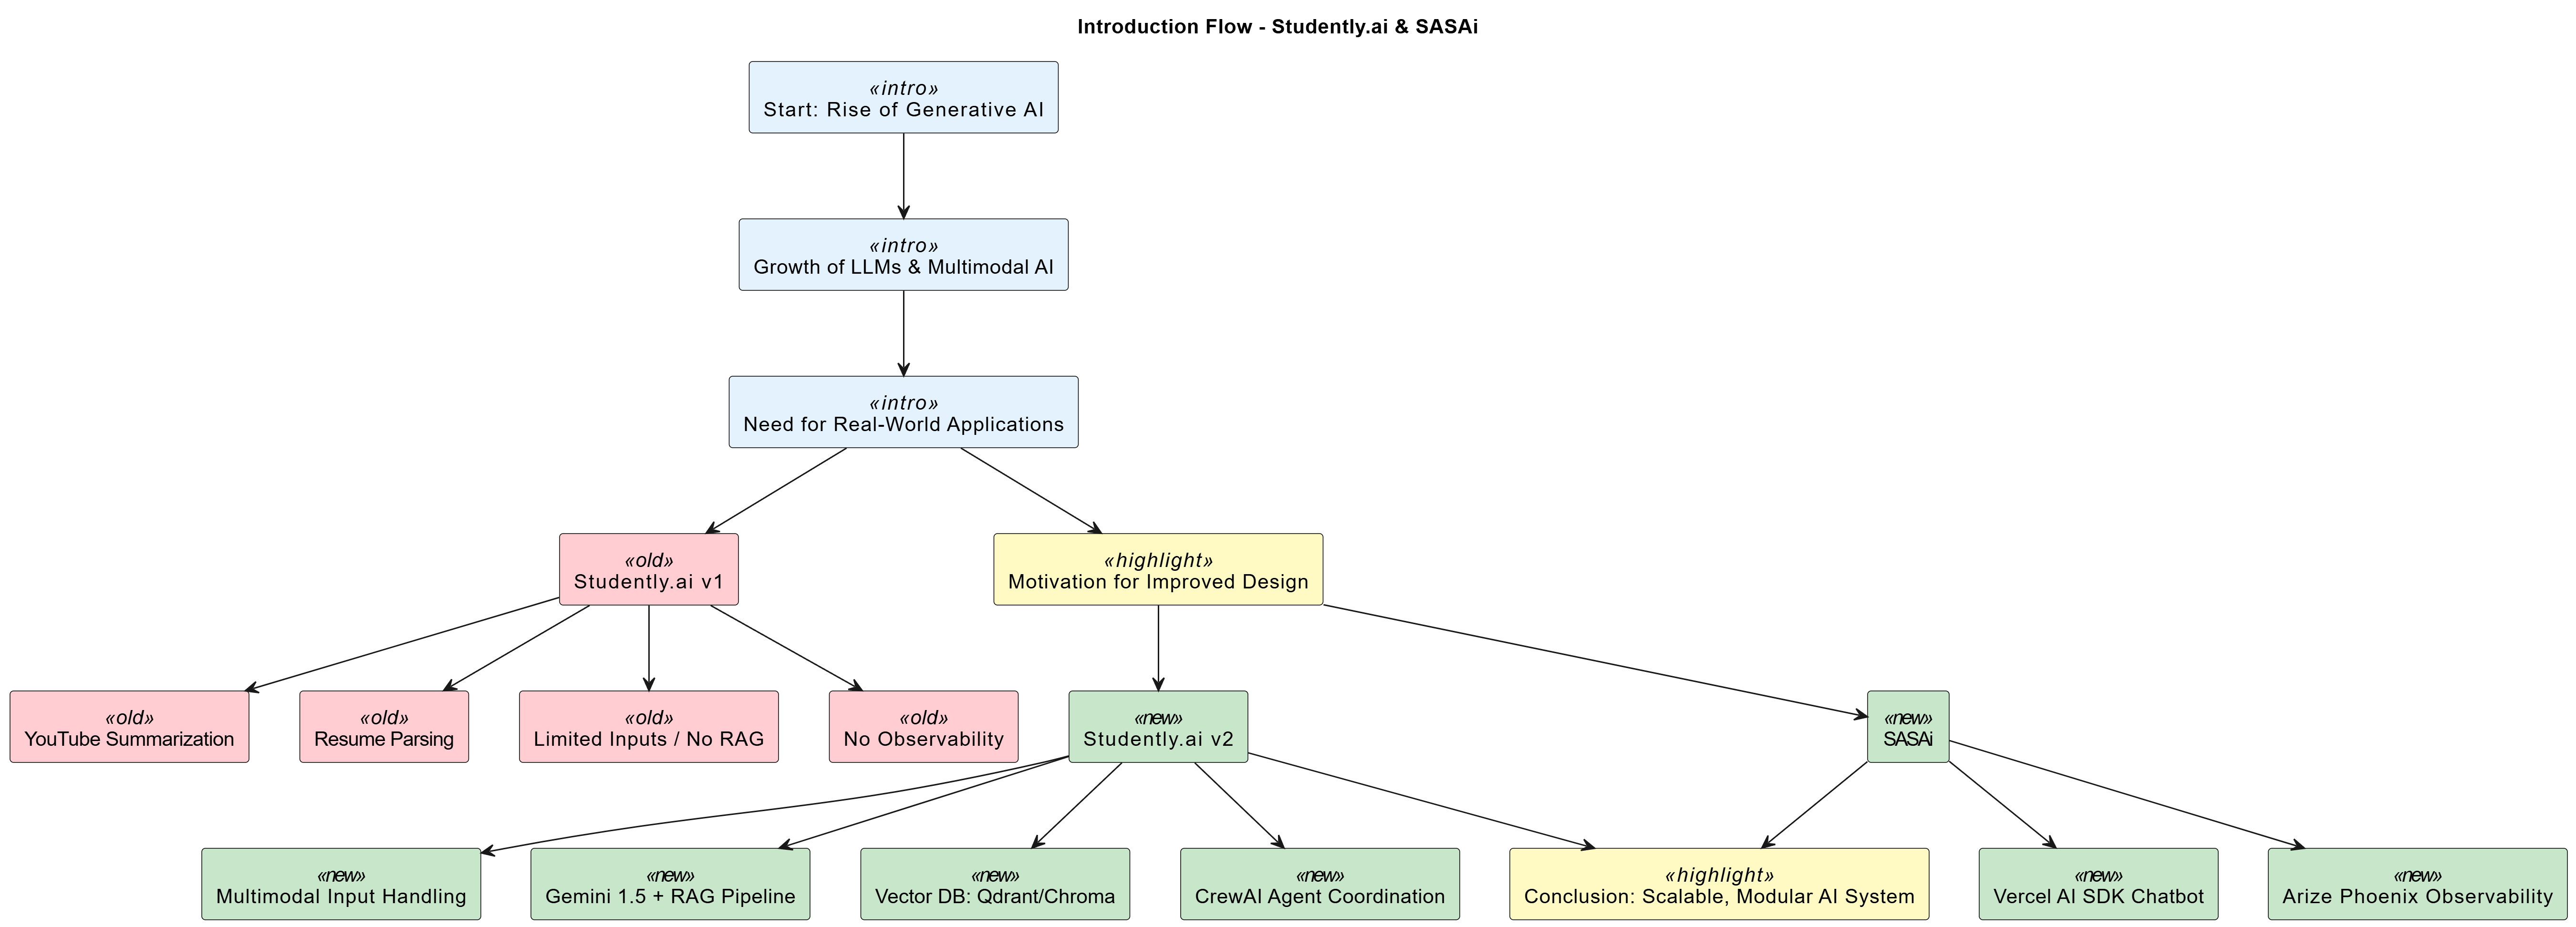 Introduction Flow - Studently.ai & SASAi
«intro»
Start: Rise of Generative AI
«intro»
Growth of LLMs & Multimodal AI
«intro»
Need for Real-World Applications
«old»
Studently.ai v1
«highlight»
Motivation for Improved Design
«old»
YouTube Summarization
«old»
Resume Parsing
«old»
Limited Inputs / No RAG
«old»
No Observability
«new»
Studently.ai v2
«new»
SASAi
«new»
Multimodal Input Handling
«new»
Gemini 1.5 + RAG Pipeline
«new»
Vector DB: Qdrant/Chroma
«new»
CrewAI Agent Coordination
«highlight»
Conclusion: Scalable, Modular AI System
«new»
Vercel AI SDK Chatbot
«new»
Arize Phoenix Observability